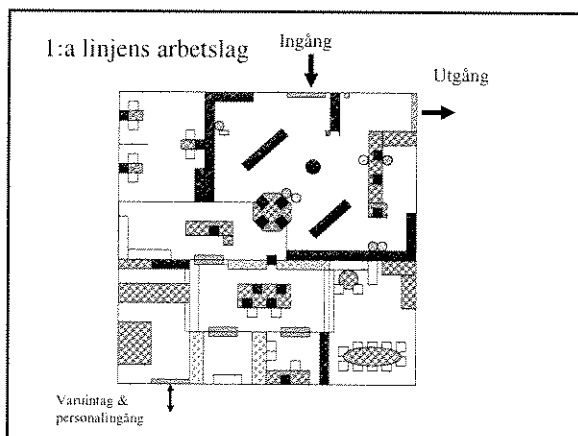 1:a linjens arbetslag
Ingång
Utgång
Varuintag &
personalingång